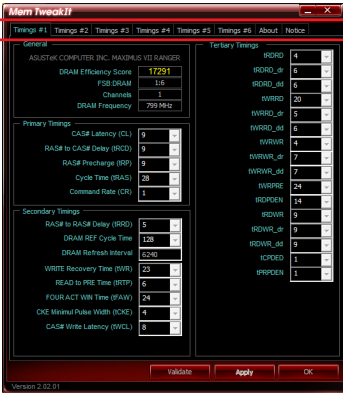 Mem TweakIt
Timings #1 Timings #2 Timings #3 Timings #4 Timings #5 Timings #6 About Notice
General
ASUSTeK COMPUTER INC. MAXIMUS VII RANGER
DRAM Efficiency Score 17291
FSB:DRAM 1:6
Channels 1
DRAM Frequency 799 MHz
Primary Timings
CAS# Latency (CL) 9
RAS# to CAS# Delay (tRCD) 9
RAS# Precharge (tRP) 9
Cycle Time (tRAS) 28
Command Rate (CR) 1
Secondary Timings
RAS# to RAS# Delay (tRRD) 5
DRAM REF Cycle Time 128
DRAM Refresh Interval 6240
WRITE Recovery Time (tWR) 23
READ to PRE Time (tRTP) 6
FOUR ACT WIN Time (tFAW) 24
CKE Minimul Pulse Width (tCKE) 4
CAS# Write Latency (tWCL) 8
Tertiary Timings
tRDRD 4
tRDRD_dr 6
tRDRD_dd 6
tWRRD 20
tWRRD_dr 5
tWRRD_dd 6
tWRWR 4
tWRWR_dr 7
tWRWR_dd 7
tWRPRE 24
tRDPDEN 14
tRDWR 9
tRDWR_dr 9
tRDWR_dd 9
tCPDED 1
tPRPDEN 1
Validate Apply OK
Version 2.02.01